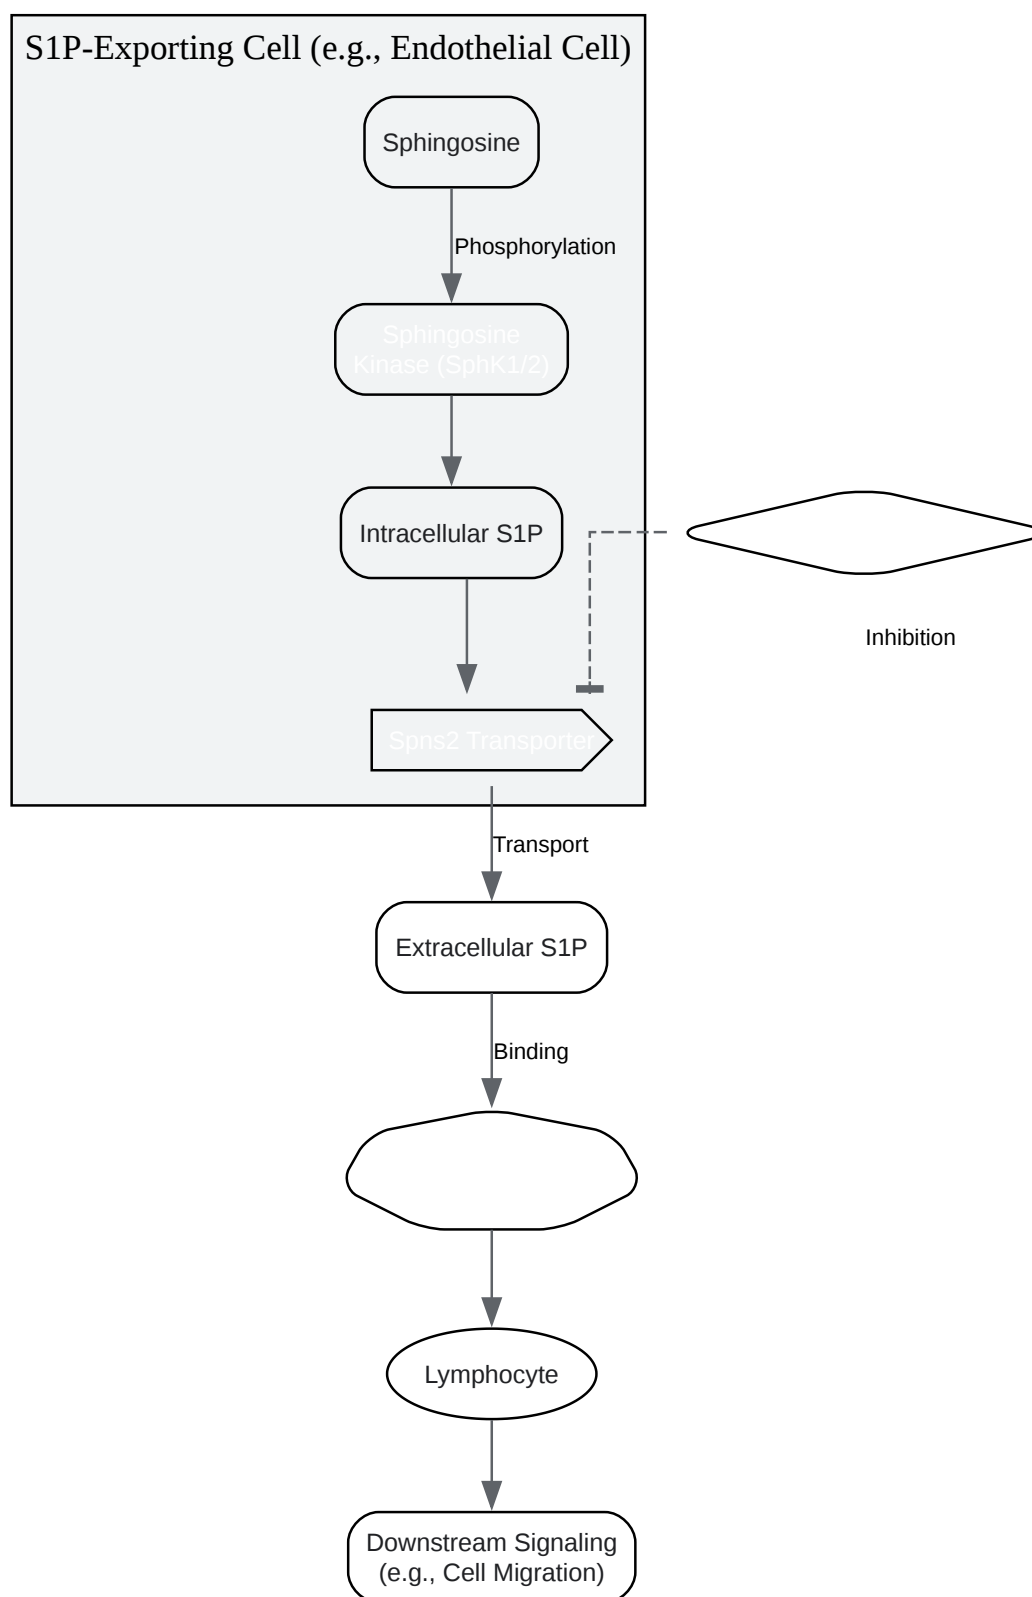 S1P-Exporting Cell (e.g., Endothelial Cell)
Sphingosine
Phosphorylation
Sphingosine
Kinase (SphK1/2)
Intracellular S1P
Inhibition
Spns2 Transporter
Transport
Extracellular S1P
Binding
Lymphocyte
Downstream Signaling
(e.g., Cell Migration)